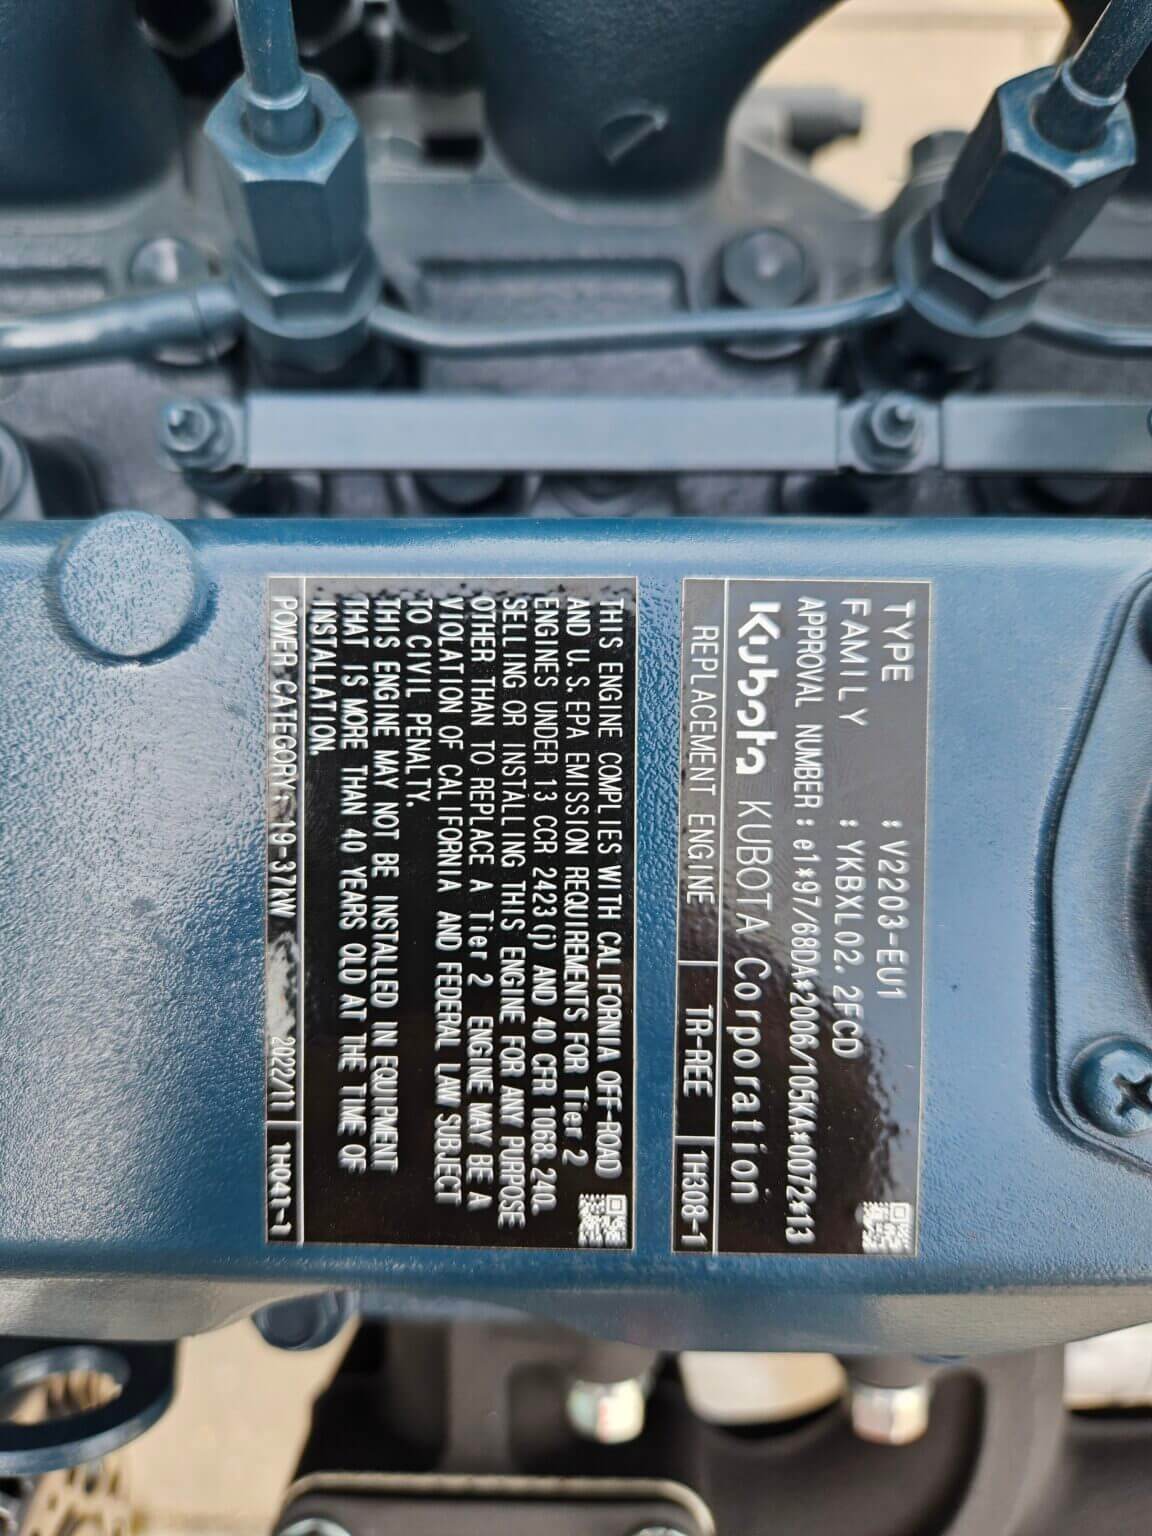 TYPE : V2203-EU1
FAMILY : YKBXL02.2FCD
APPROVAL NUMBER : e1*97/68DA*2006/105KA*0072*13
Kubota KUBOTA Corporation
REPLACEMENT ENGINE TR-REE 1H308-1
THIS ENGINE COMPLIES WITH CALIFORNIA OFF-ROAD
AND U.S.EPA EMISSION REQUIREMENTS FOR Tier 2
ENGINES UNDER 13 CCR 2423(j) AND 40 CFR 1068.240.
SELLING OR INSTALLING THIS ENGINE FOR ANY PURPOSE
OTHER THAN TO REPLACE A Tier 2 ENGINE MAY BE A
VIOLATION OF CALIFORNIA AND FEDERAL LAW SUBJECT
TO CIVIL PENALTY.
THIS ENGINE MAY NOT BE INSTALLED IN EQUIPMENT
THAT IS MORE THAN 40 YEARS OLD AT THE TIME OF
INSTALLATION.
POWER CATEGORY: 19-37kW 2022/11 1H041-1